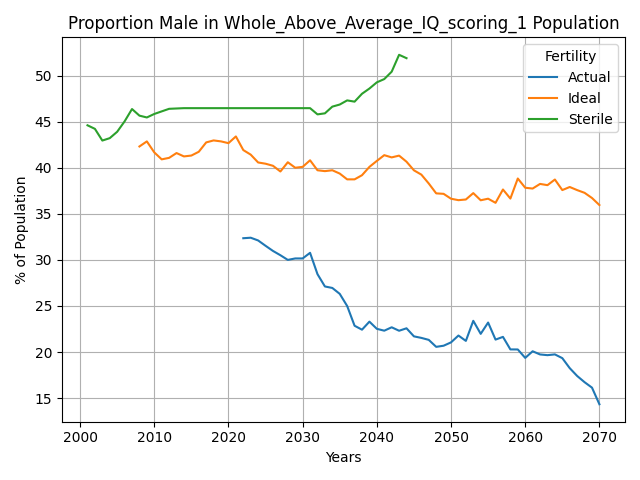 Proportion Male in Whole_Above_Average_IQ_scoring_1 Population
Fertility
Actual
Ideal
Sterile
% of Population
50
45
40
35
30
25
20
15
2000 2010 2020 2030 2040 2050 2060 2070
Years